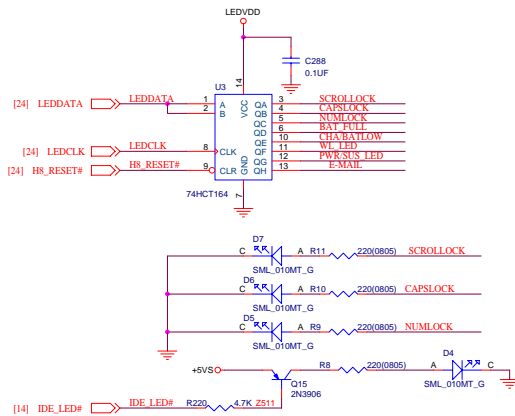 LEDVDD
C288
0.1UF
U3
14
[24] LEDDATA LEDDATA 1 A QA 3 SCROLLOCK
2 B QB 4 CAPSLOCK
QC 5 NUMLOCK
QD 6 BAT_FULL
QE 10 CHA/BATLOW
[24] LEDCLK LEDCLK 8 CLK QF 11 WL_LED
QG 12 PWR/SUS_LED
[24] H8_RESET# H8_RESET# 9 CLR QH 13 E-MAIL
VCC
GND
74HCT164
7
D7
C A R11 220(0805) SCROLLOCK
SML_010MT_G
D6
C A R10 220(0805) CAPSLOCK
SML_010MT_G
D5
C A R9 220(0805) NUMLOCK
SML_010MT_G
+5VS R8 220(0805) A D4 C
SML_010MT_G
Q15
2N3906
[14] IDE_LED# IDE_LED# R220 4.7K Z511